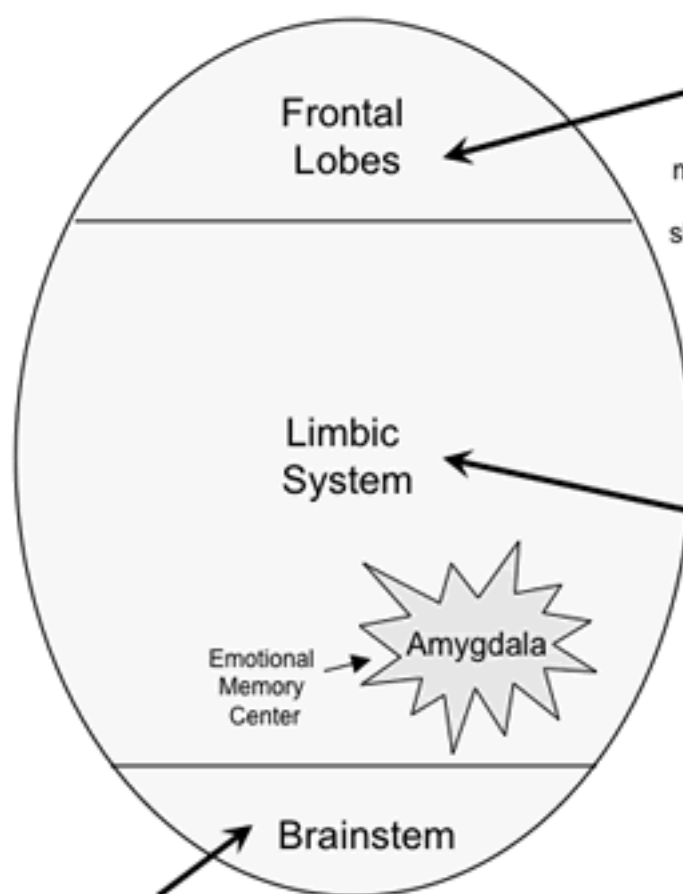 Frontal
Lobes
Limbic
System
Amygdala
Emotional
Memory
Center
Brainstem